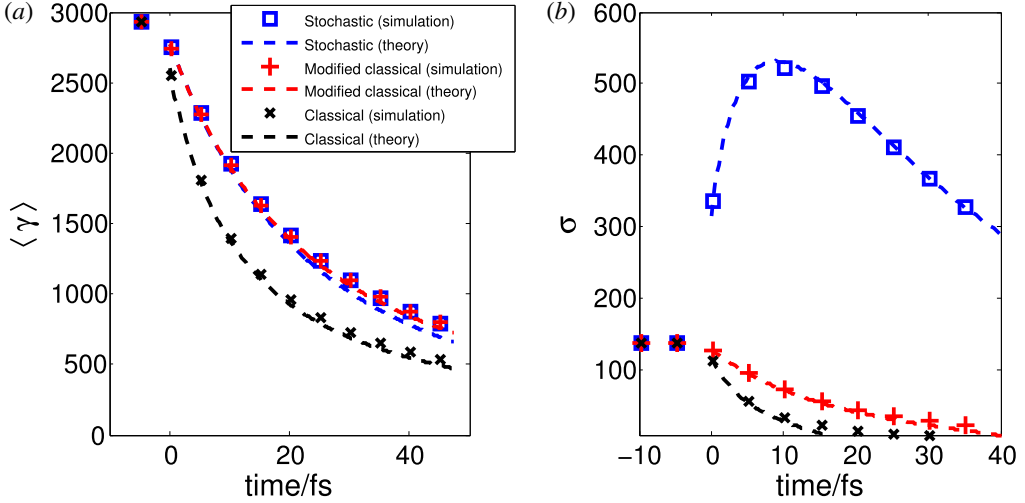 (a)
3000
2500
2000
1500
1000
500
0
⟨ γ ⟩
0
20
40
time/fs
Stochastic (simulation)
Stochastic (theory)
Modified classical (simulation)
Modified classical (theory)
Classical (simulation)
Classical (theory)
(b)
600
500
400
300
200
100
σ
−10
0
10
20
30
40
time/fs